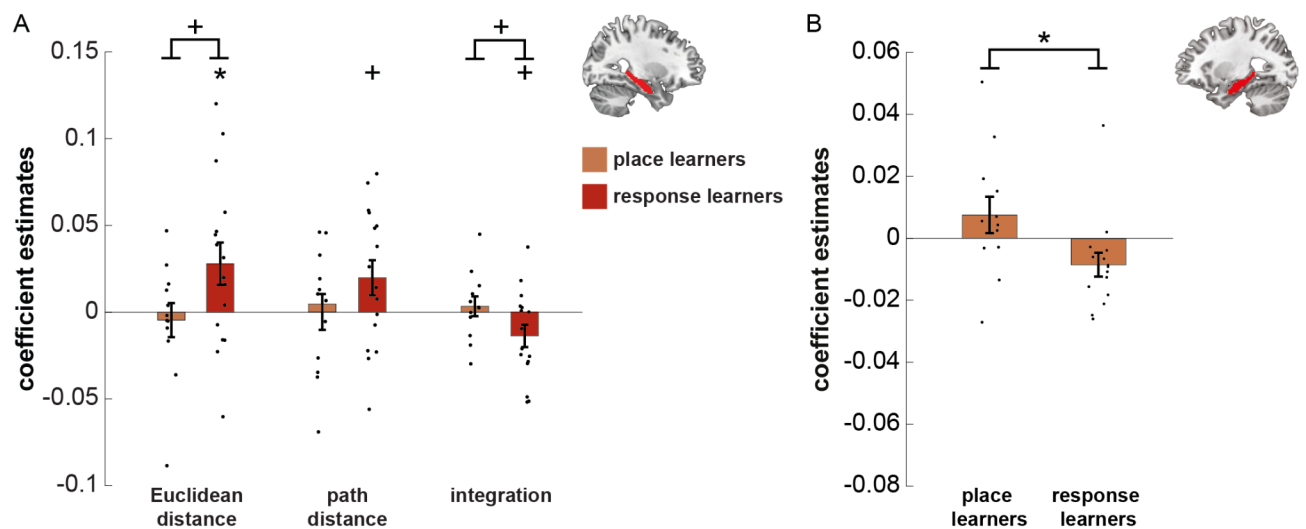 A
+
+
0.15
* + +
0.1
0.05
0
-0.05
-0.1
coefficient estimates
Euclidean
distance
path
distance
integration
place learners
response learners
B
*
0.06
0.04
0.02
0
-0.02
-0.04
-0.06
-0.08
coefficient estimates
place
learners
response
learners